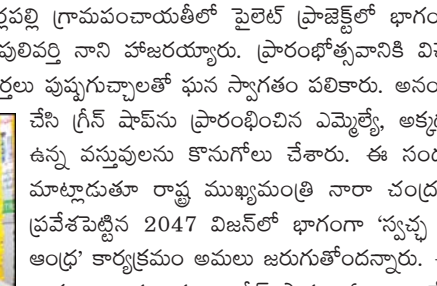 ర్లపల్లి గ్రామపంచాయతీలో పైలెట్ ప్రాజెక్ట్‌లో భాగం
పులివర్తి నాని హాజరయ్యారు. ప్రారంభోత్సవానికి విచ
ర్తలు పుష్పగుచ్ఛాలతో ఘన స్వాగతం పలికారు. అనం
చేసి గ్రీన్ షాప్‌ను ప్రారంభించిన ఎమ్మెల్యే, అక్కడ
ఉన్న వస్తువులను కొనుగోలు చేశారు. ఈ సంద
మాట్లాడుతూ రాష్ట్ర ముఖ్యమంత్రి నారా చంద్ర
ప్రవేశపెట్టిన 2047 విజన్‌లో భాగంగా ‘స్వచ్ఛ
ఆంధ్ర’ కార్యక్రమం అమలు జరుగుతోందన్నారు.